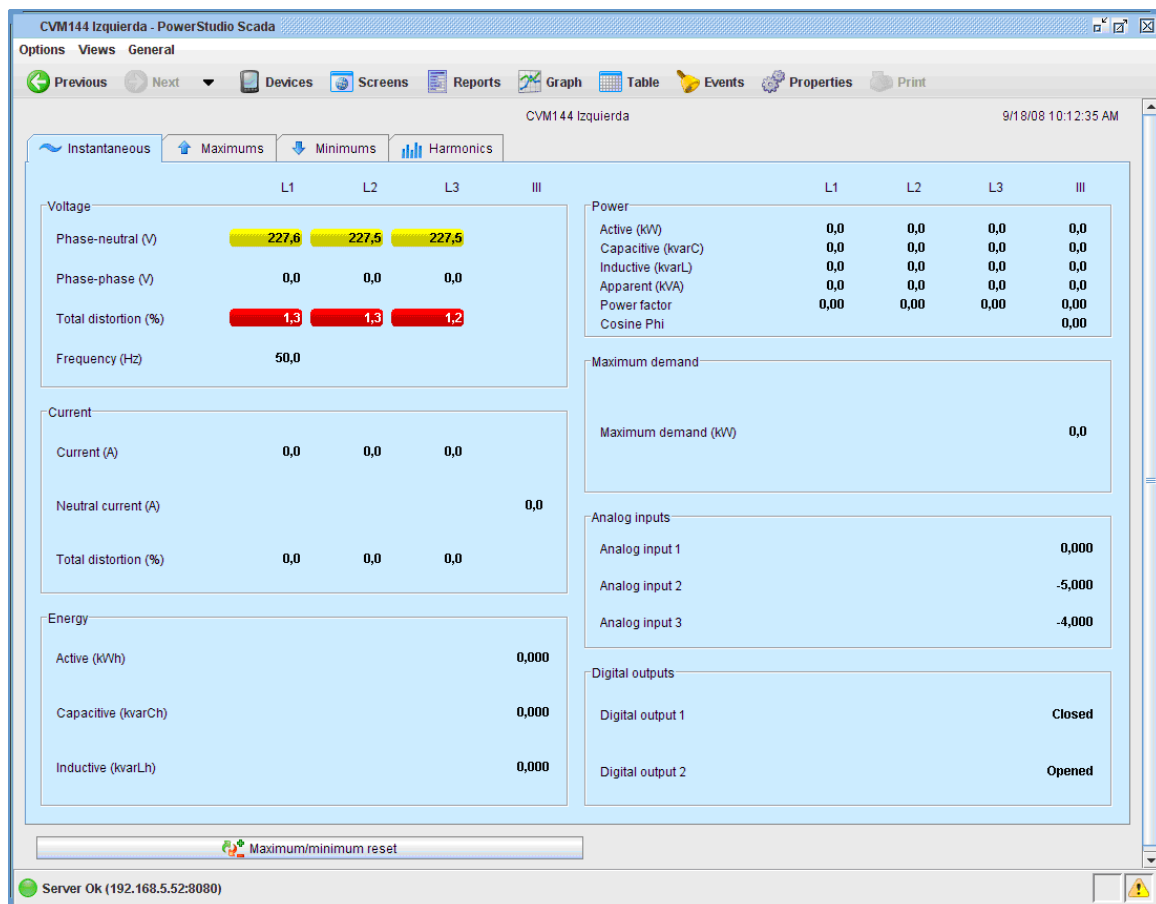 CVM144 Izquierda - PowerStudio Scada
Options Views General
Previous Next Devices Screens Reports Graph Table Events Properties Print
CVM144 Izquierda 9/18/08 10:12:35 AM
Instantaneous Maximums Minimums Harmonics
L1 L2 L3 III
Voltage
Phase-neutral (V) 227,6 227,5 227,5
Phase-phase (V) 0,0 0,0 0,0
Total distortion (%) 1,3 1,3 1,2
Frequency (Hz) 50,0
Current
Current (A) 0,0 0,0 0,0
Neutral current (A) 0,0
Total distortion (%) 0,0 0,0 0,0
Energy
Active (kWh) 0,000
Capacitive (kvarCh) 0,000
Inductive (kvarLh) 0,000
L1 L2 L3 III
Power
Active (kW) 0,0 0,0 0,0 0,0
Capacitive (kvarC) 0,0 0,0 0,0 0,0
Inductive (kvarL) 0,0 0,0 0,0 0,0
Apparent (kVA) 0,0 0,0 0,0 0,0
Power factor 0,00 0,00 0,00 0,00
Cosine Phi 0,00
Maximum demand
Maximum demand (kW) 0,0
Analog inputs
Analog input 1 0,000
Analog input 2 -5,000
Analog input 3 -4,000
Digital outputs
Digital output 1 Closed
Digital output 2 Opened
Maximum/minimum reset
Server Ok (192.168.5.52:8080)